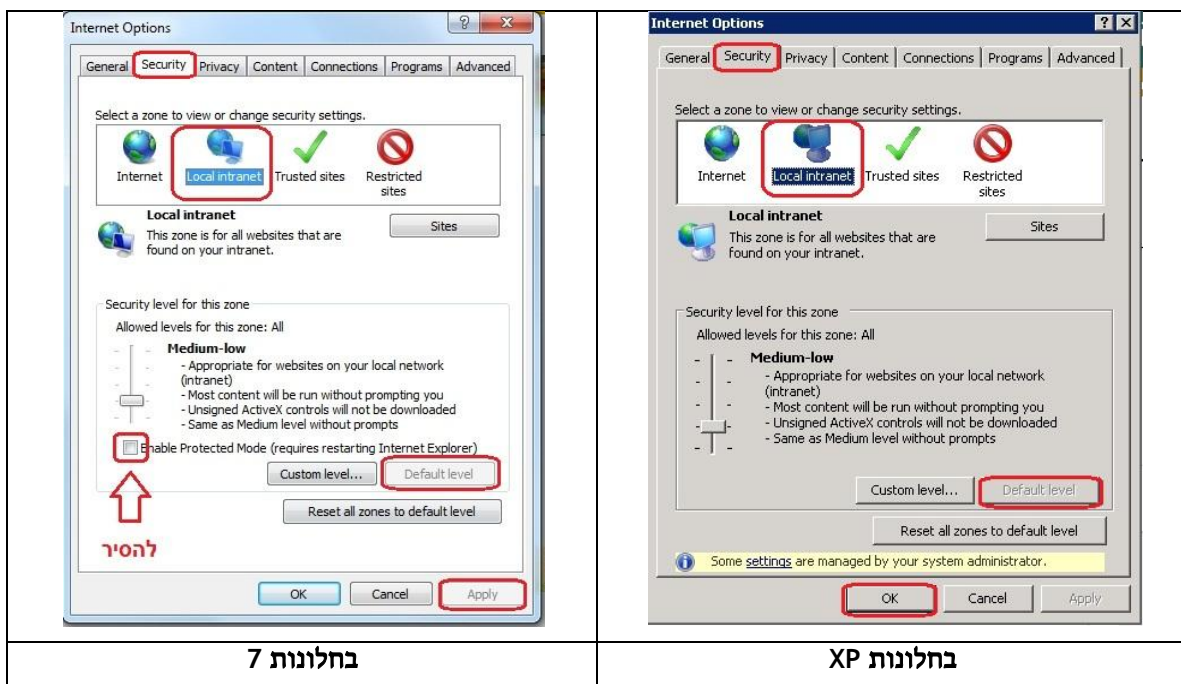 Internet Options
General Security Privacy Content Connections Programs Advanced
Select a zone to view or change security settings.
Internet Local intranet Trusted sites Restricted sites
Local intranet
This zone is for all websites that are
found on your intranet.
Sites
Security level for this zone
Allowed levels for this zone: All
Medium-low
- Appropriate for websites on your local network
(intranet)
- Most content will be run without prompting you
- Unsigned ActiveX controls will not be downloaded
- Same as Medium level without prompts
Enable Protected Mode (requires restarting Internet Explorer)
Custom level... Default level
Reset all zones to default level
להסיר
OK Cancel Apply
בחלונות 7
Internet Options
General Security Privacy Content Connections Programs Advanced
Select a zone to view or change security settings.
Internet Local intranet Trusted sites Restricted sites
Local intranet
This zone is for all websites that are
found on your intranet.
Sites
Security level for this zone
Allowed levels for this zone: All
Medium-low
- Appropriate for websites on your local network
(intranet)
- Most content will be run without prompting you
- Unsigned ActiveX controls will not be downloaded
- Same as Medium level without prompts
Custom level... Default level
Reset all zones to default level
Some settings are managed by your system administrator.
OK Cancel Apply
בחלונות XP